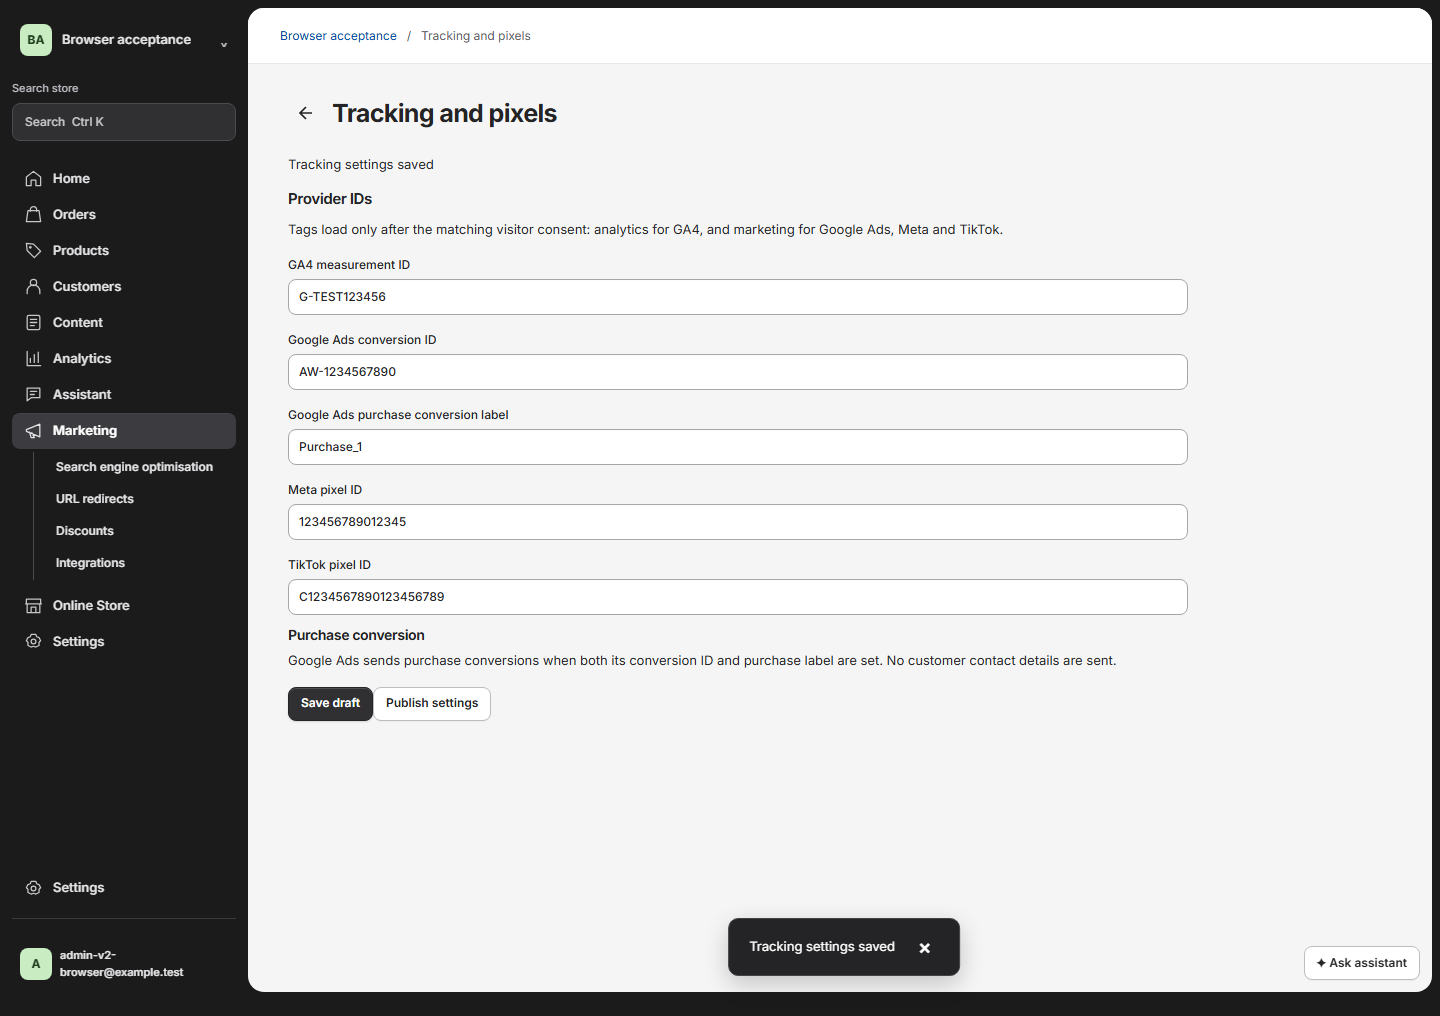 BA
Browser acceptance
Search store
Search Ctrl K
Home
Orders
Products
Customers
Content
Analytics
Assistant
Marketing
Search engine optimisation
URL redirects
Discounts
Integrations
Online Store
Settings
Settings
A
admin-v2-
browser@example.test
Browser acceptance / Tracking and pixels
Tracking and pixels
Tracking settings saved
Provider IDs
Tags load only after the matching visitor consent: analytics for GA4, and marketing for Google Ads, Meta and TikTok.
GA4 measurement ID
G-TEST123456
Google Ads conversion ID
AW-1234567890
Google Ads purchase conversion label
Purchase_1
Meta pixel ID
123456789012345
TikTok pixel ID
C1234567890123456789
Purchase conversion
Google Ads sends purchase conversions when both its conversion ID and purchase label are set. No customer contact details are sent.
Save draft
Publish settings
Tracking settings saved
Ask assistant